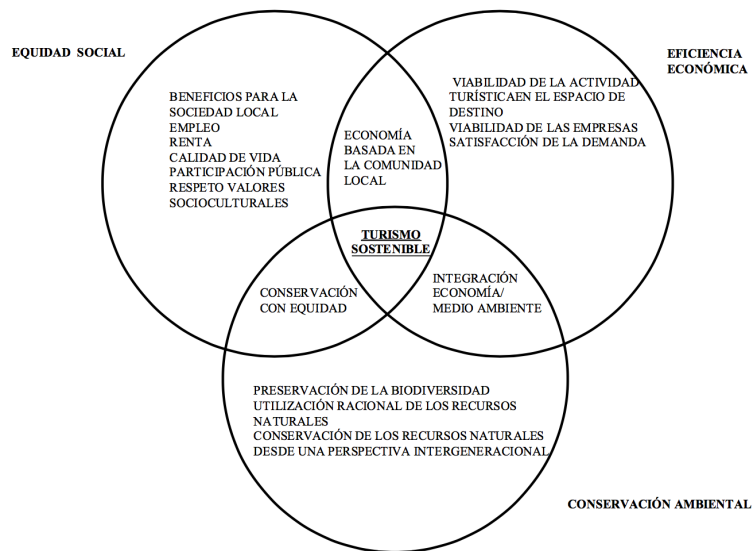 EQUIDAD SOCIAL
EFICIENCIA
ECONÓMICA
BENEFICIOS PARA LA
SOCIEDAD LOCAL
EMPLEO
RENTA
CALIDAD DE VIDA
PARTICIPACIÓN PÚBLICA
RESPETO VALORES
SOCIOCULTURALES
ECONOMÍA
BASADA EN
LA COMUNIDAD
LOCAL
VIABILIDAD DE LA ACTIVIDAD
TURÍSTICAEN EL ESPACIO DE
DESTINO
VIABILIDAD DE LAS EMPRESAS
SATISFACCIÓN DE LA DEMANDA
TURISMO
SOSTENIBLE
CONSERVACIÓN
CON EQUIDAD
INTEGRACIÓN
ECONOMÍA/
MEDIO AMBIENTE
PRESERVACIÓN DE LA BIODIVERSIDAD
UTILIZACIÓN RACIONAL DE LOS RECURSOS
NATURALES
CONSERVACIÓN DE LOS RECURSOS NATURALES
DESDE UNA PERSPECTIVA INTERGENERACIONAL
CONSERVACIÓN AMBIENTAL